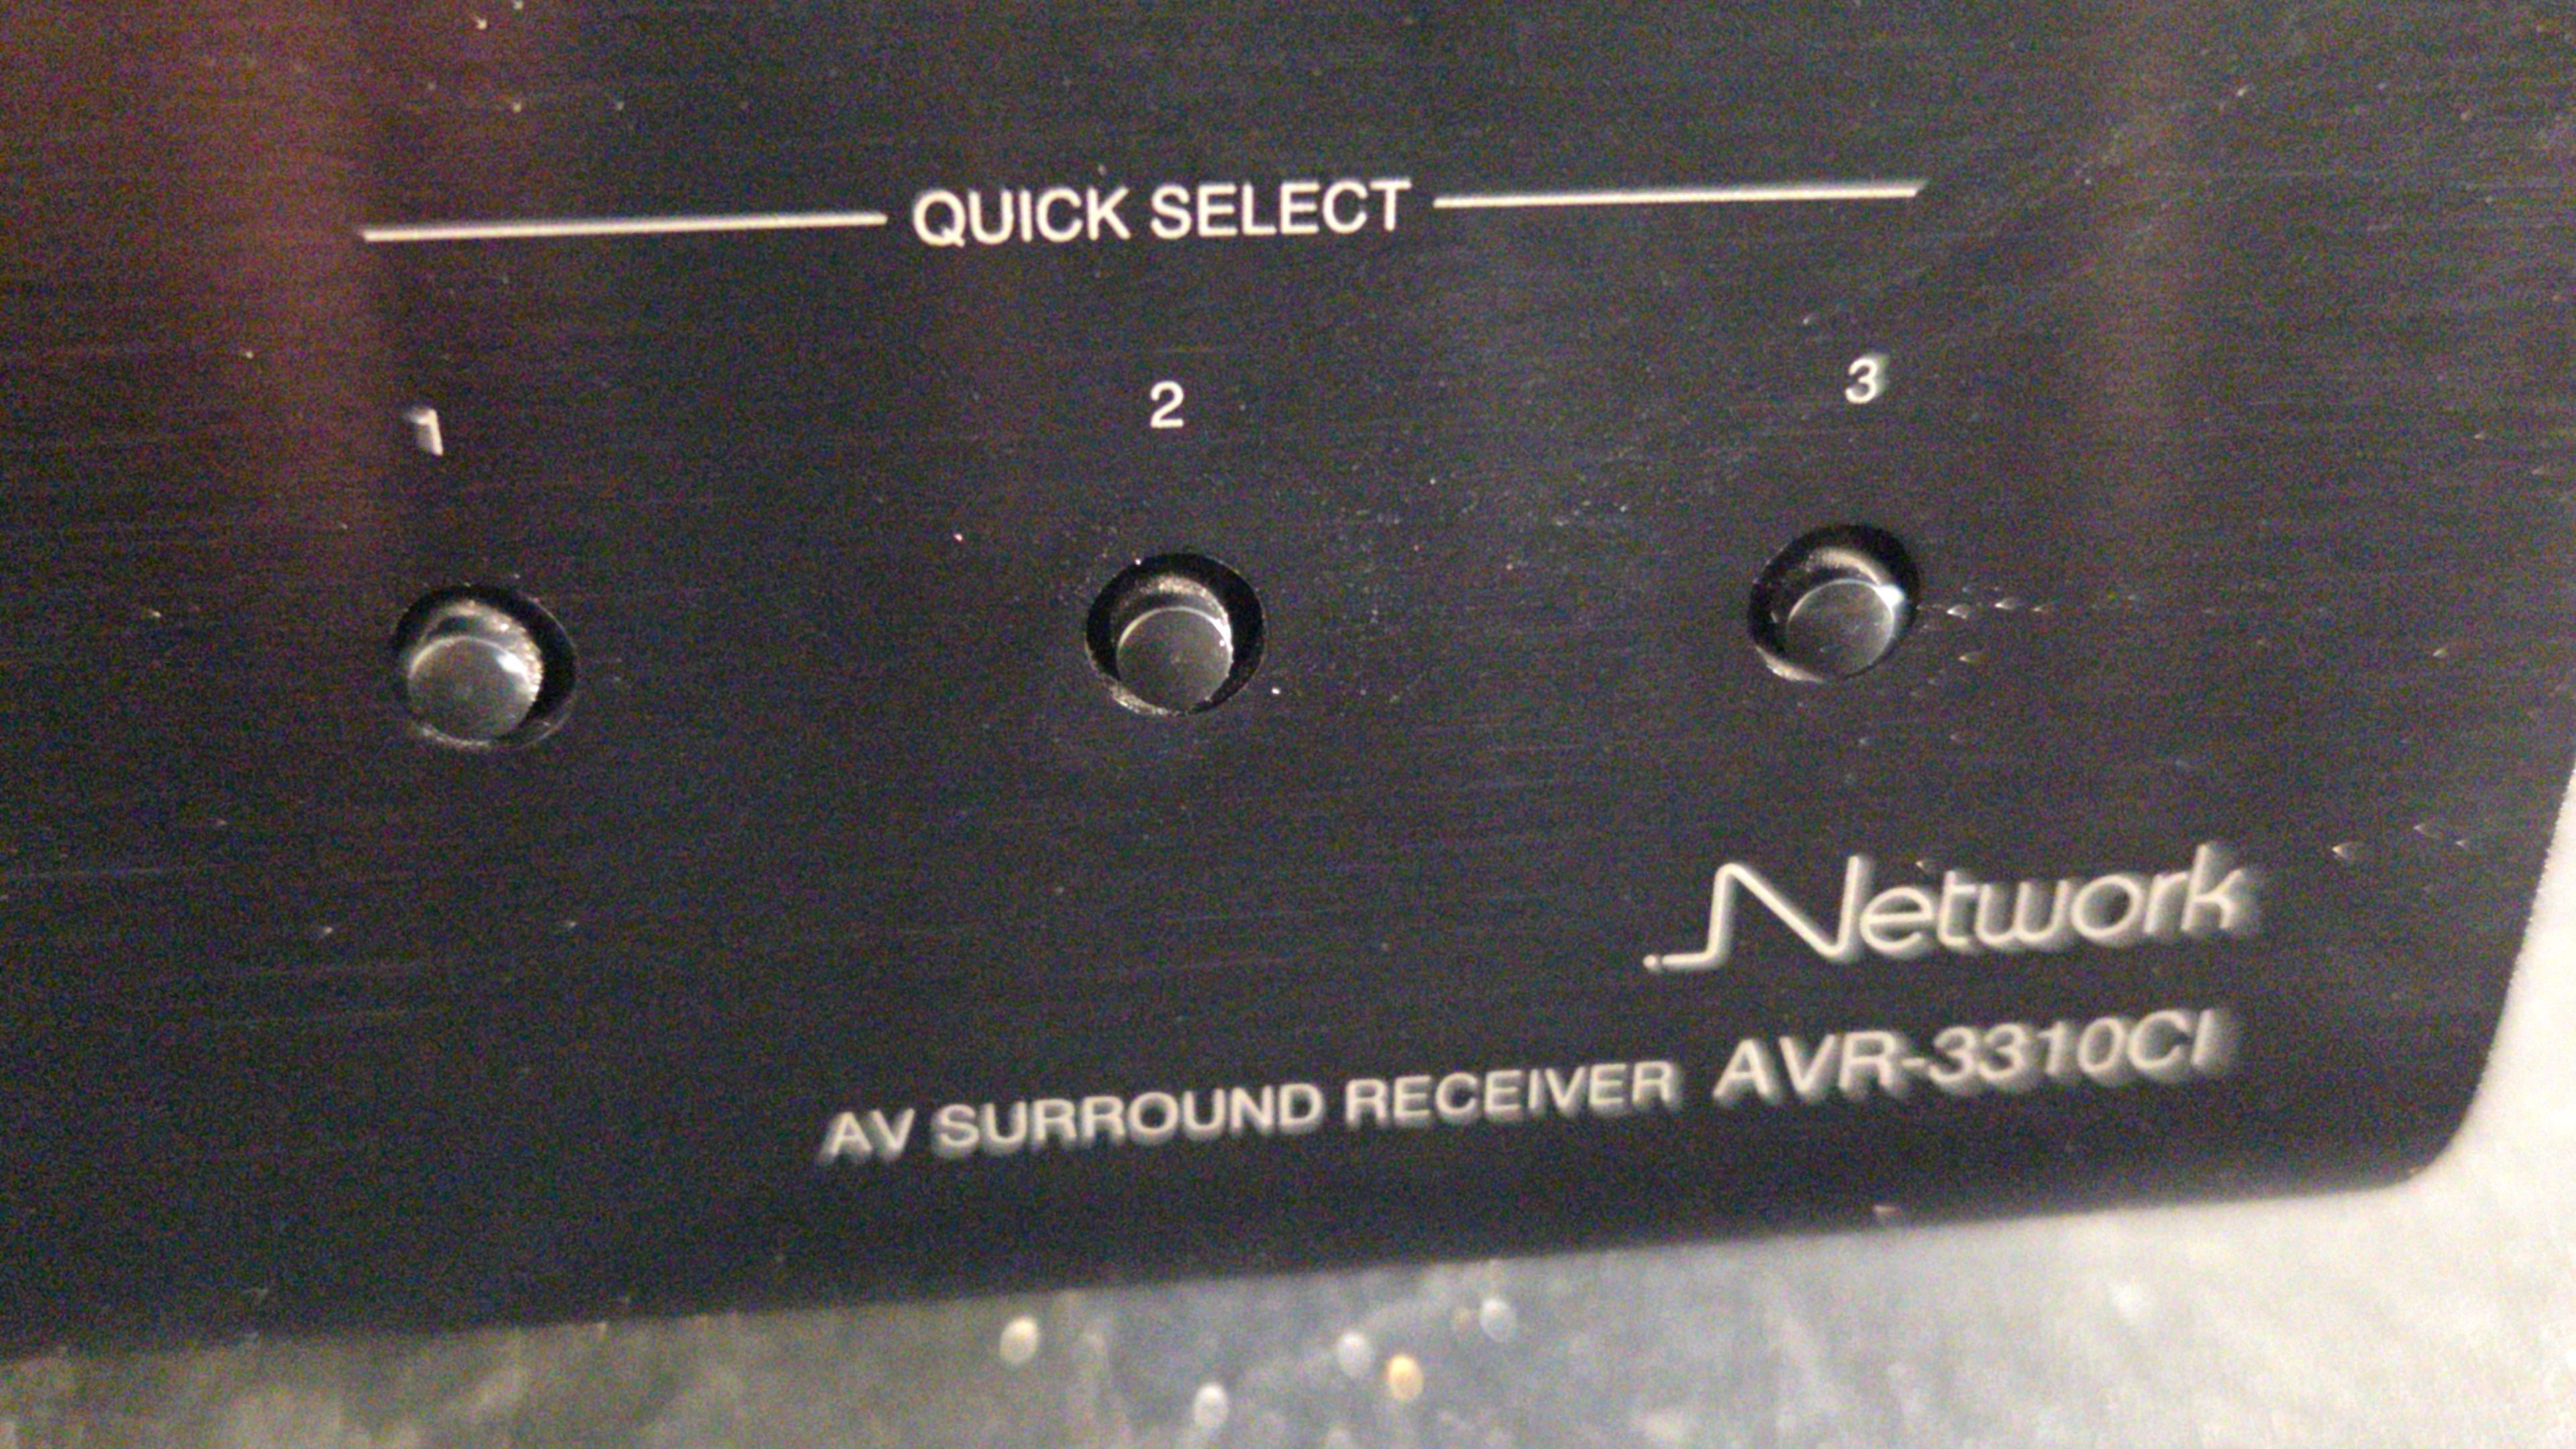 QUICK SELECT
1 2 3
Network
AV SURROUND RECEIVER AVR-3310CI